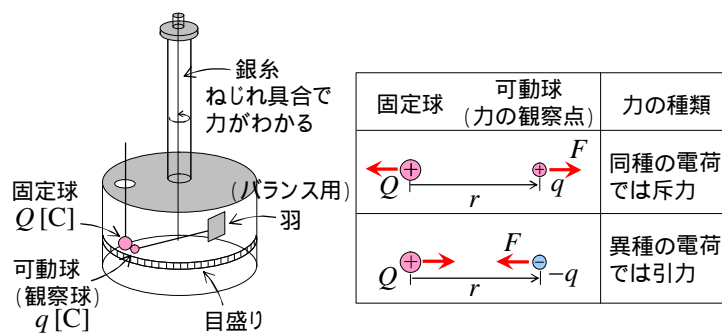 銀糸
ねじれ具合で
力がわかる
固定球
Q[C]
(バランス用)
羽
可動球
(観察球)
q[C]
目盛り
固定球
可動球
(力の観察点)
力の種類
F
+
+
Q
r
q
同種の電荷
では斥力
F
+
−
Q
r
−q
異種の電荷
では引力